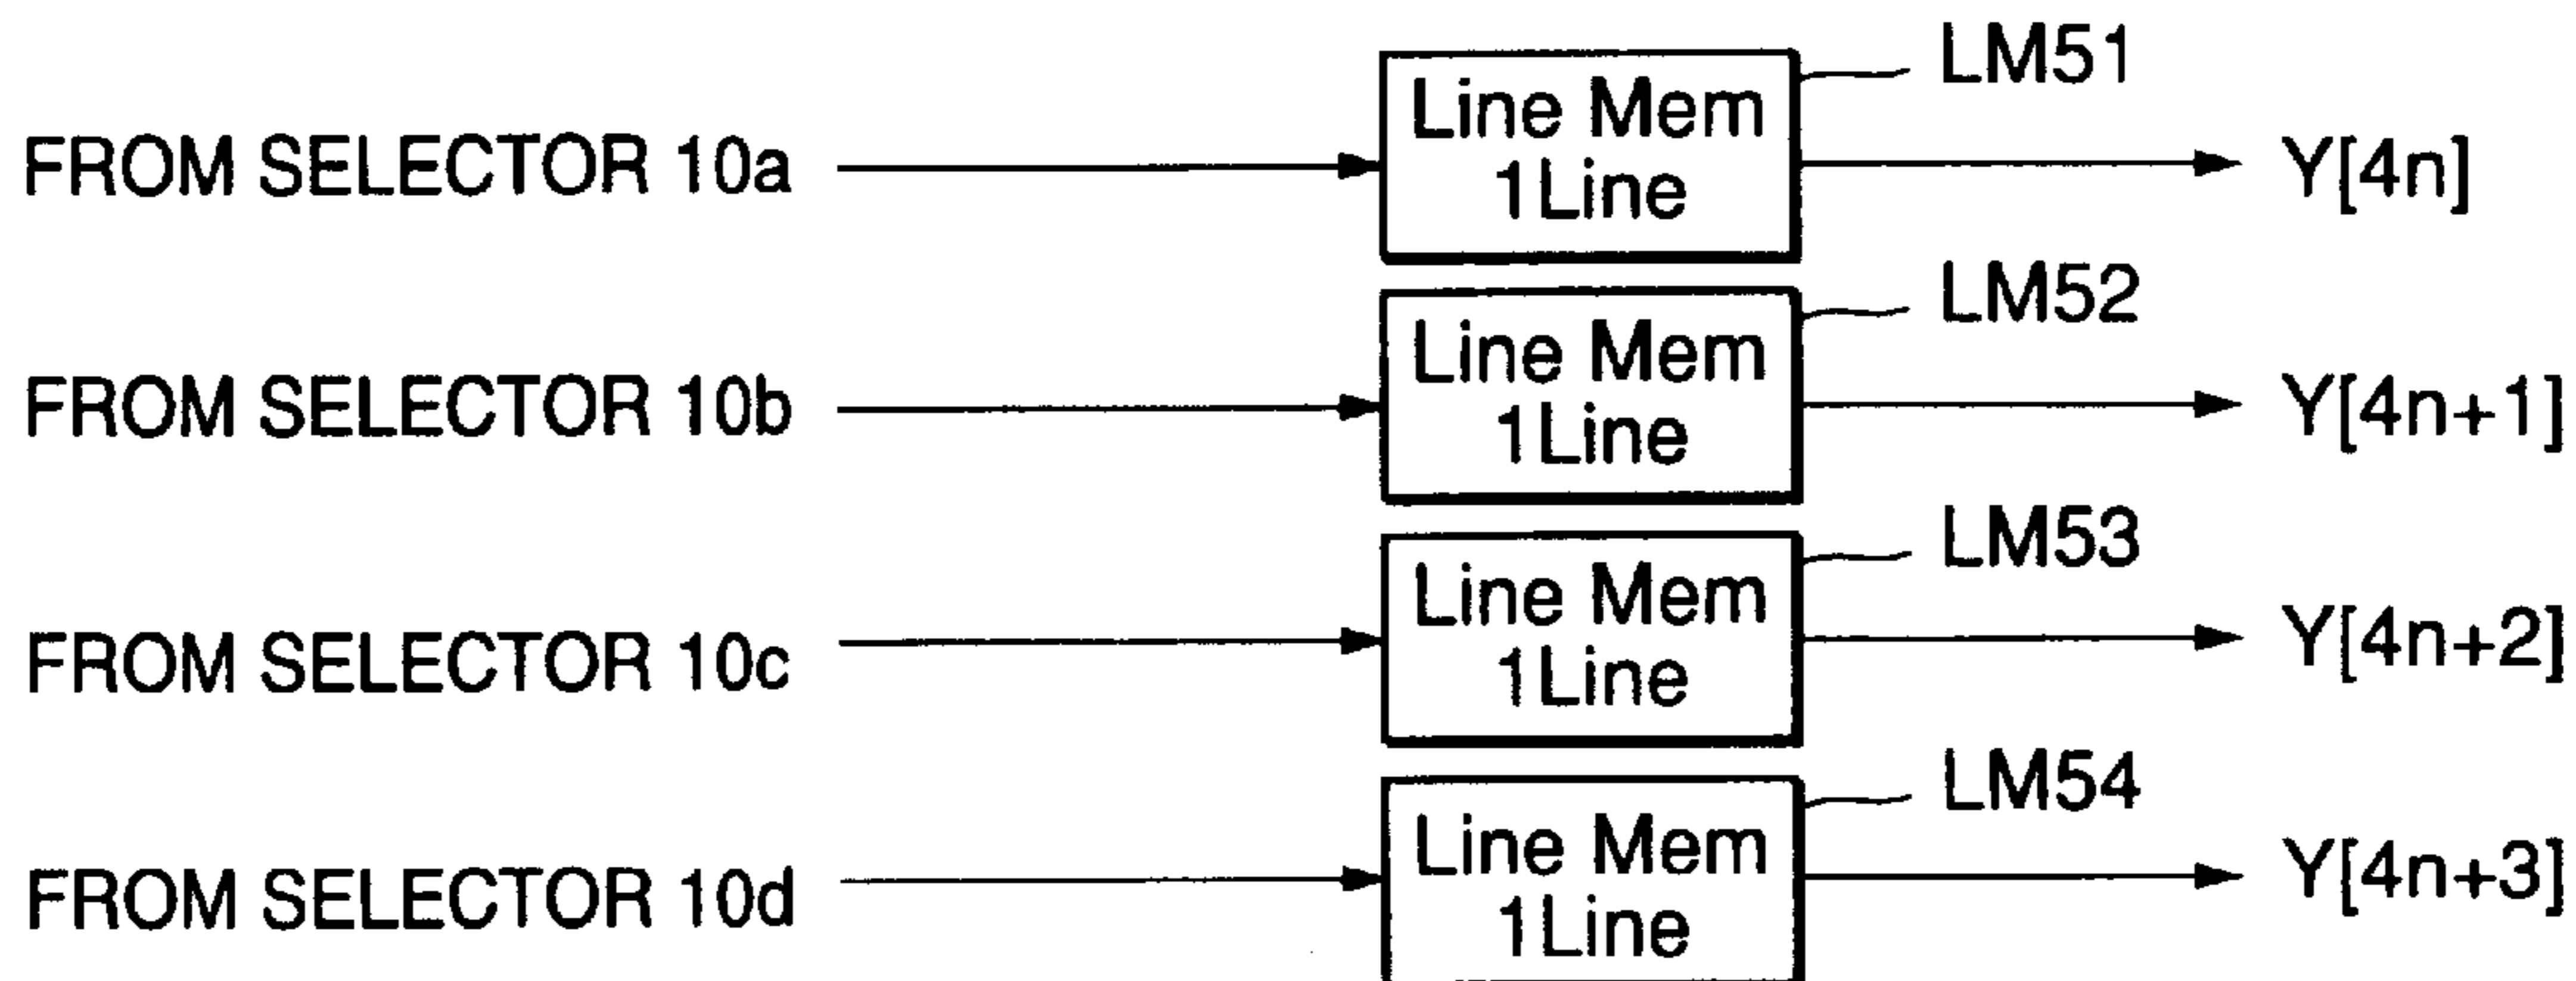 LM51
FROM SELECTOR 10a
Line Mem
1Line
Y[4n]
LM52
FROM SELECTOR 10b
Line Mem
1Line
Y[4n+1]
LM53
FROM SELECTOR 10c
Line Mem
1Line
Y[4n+2]
LM54
FROM SELECTOR 10d
Line Mem
1Line
Y[4n+3]